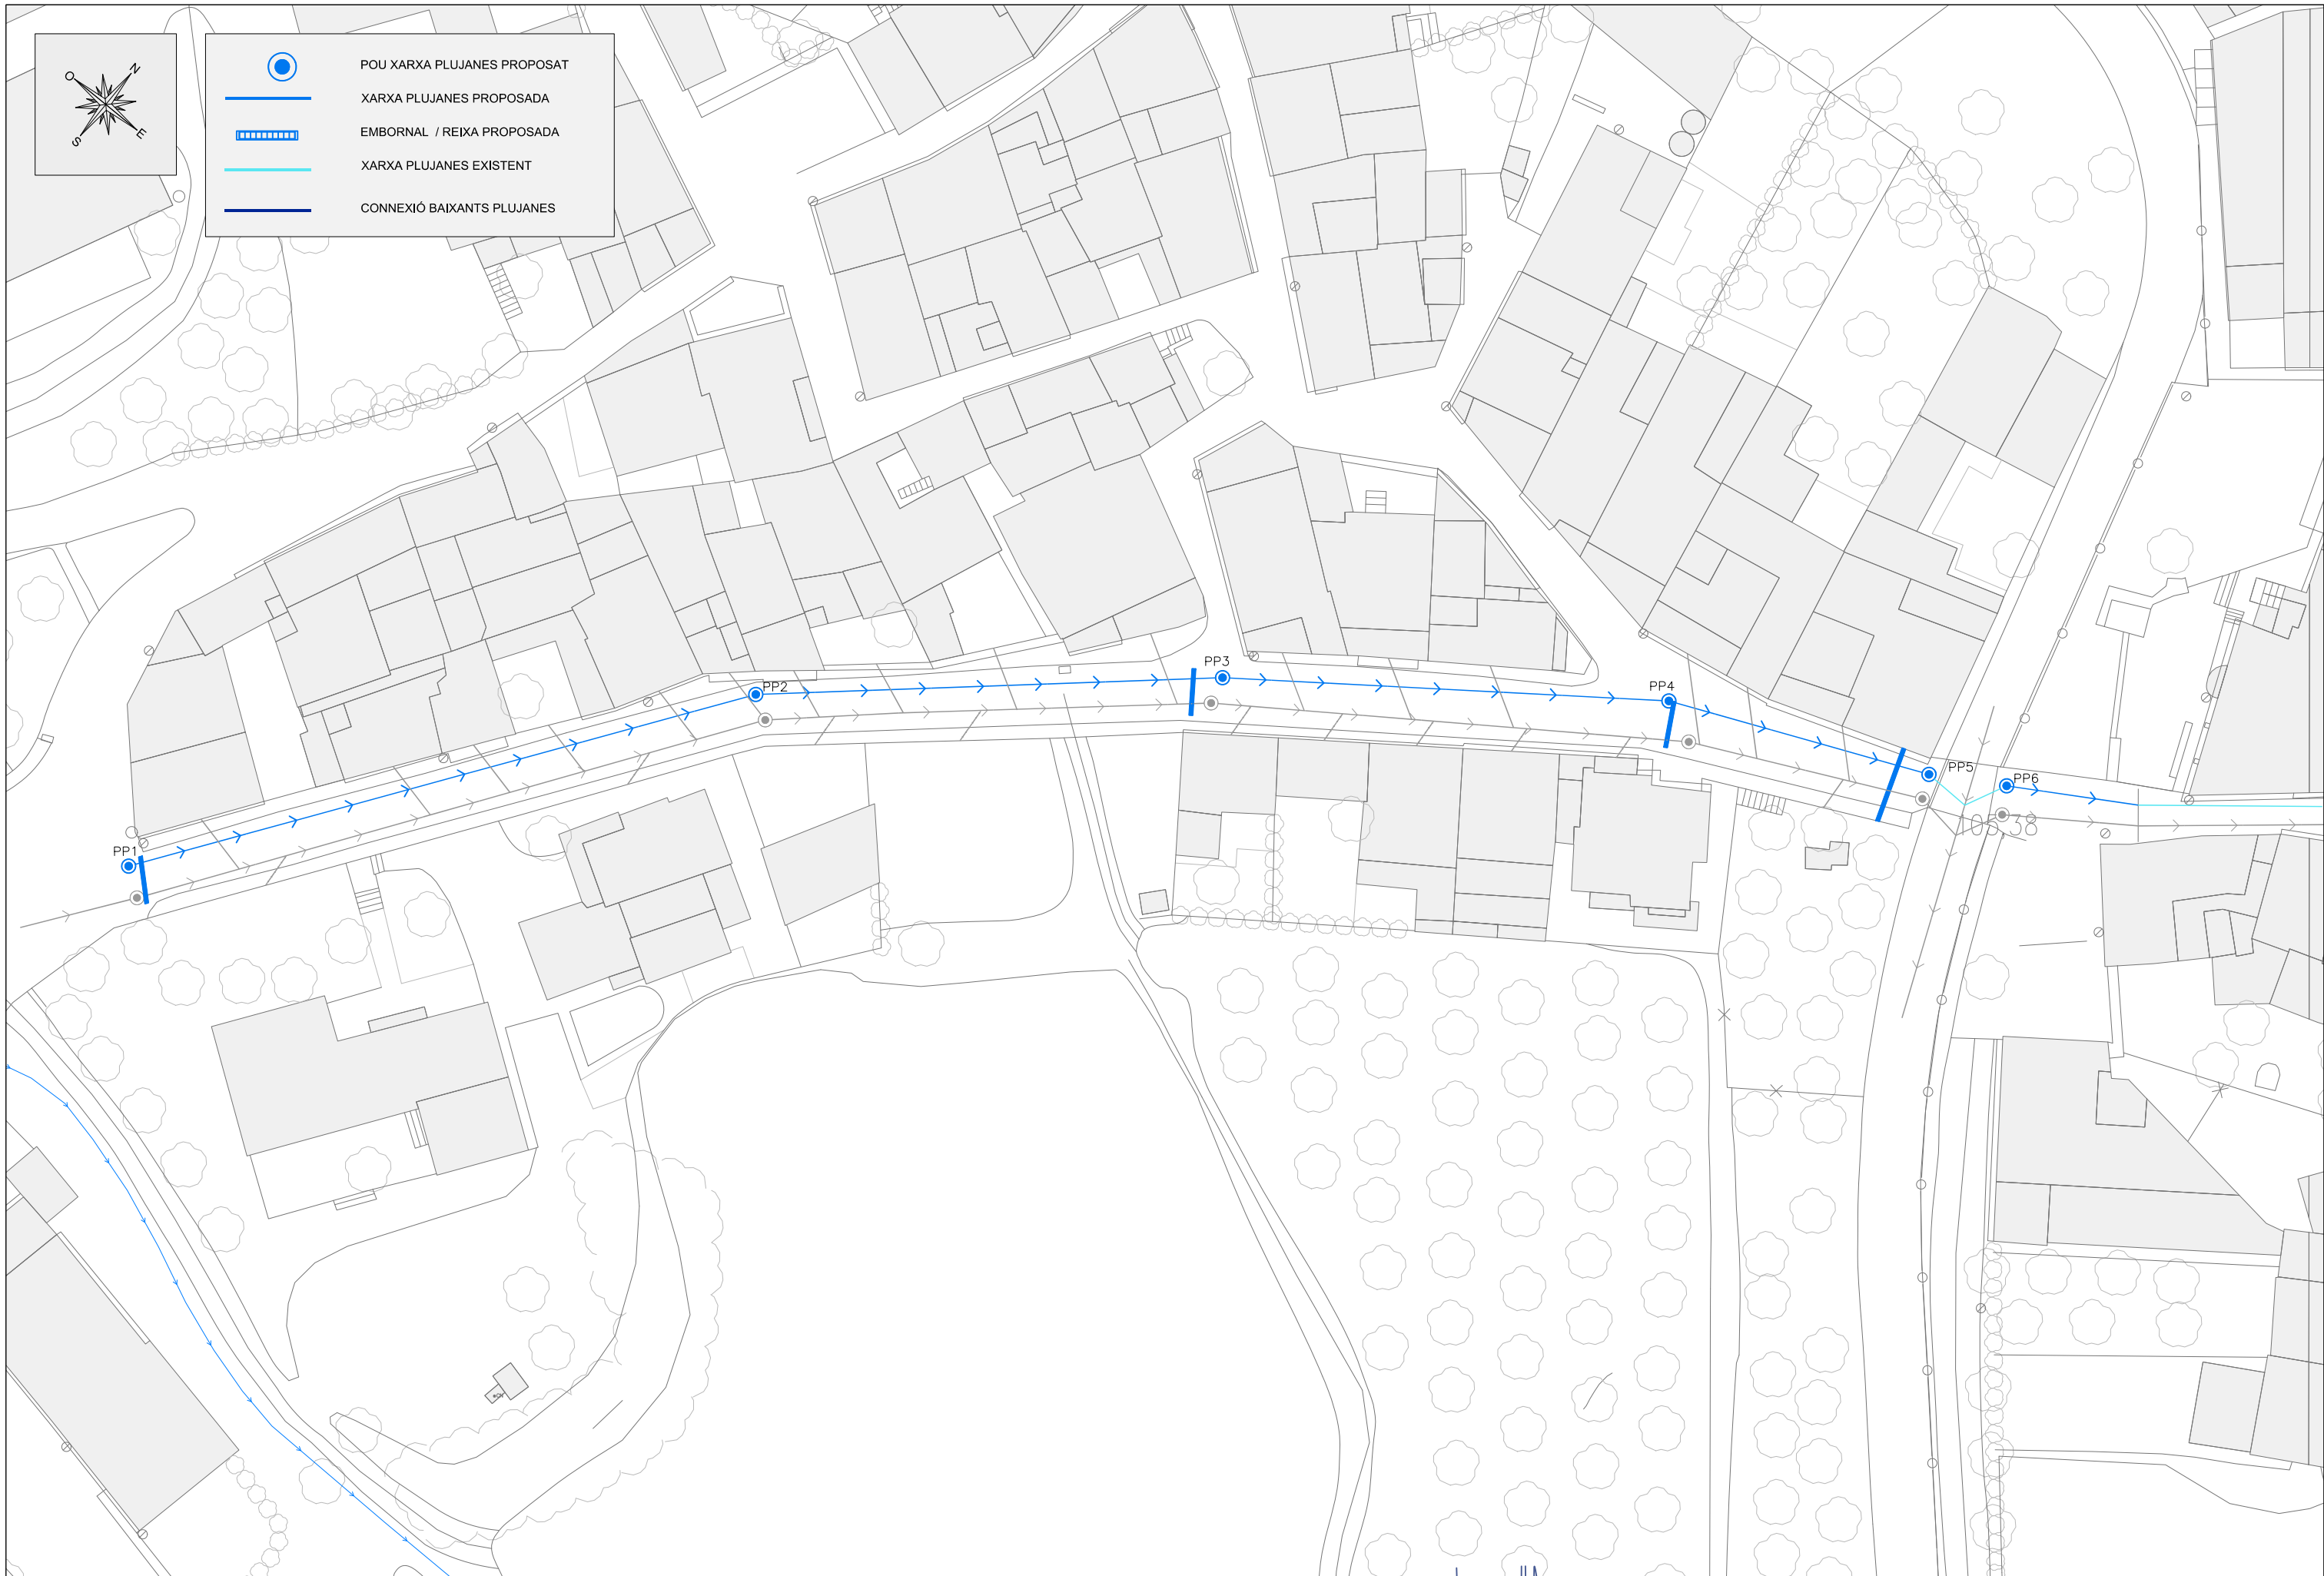 O
N
S
E
POU XARXA PLUJANES PROPOSAT
XARXA PLUJANES PROPOSADA
EMBORNAL / REIXA PROPOSADA
XARXA PLUJANES EXISTENT
CONNEXIÓ BAIXANTS PLUJANES
PP3
PP2
PP4
PP5
PP6
PP1